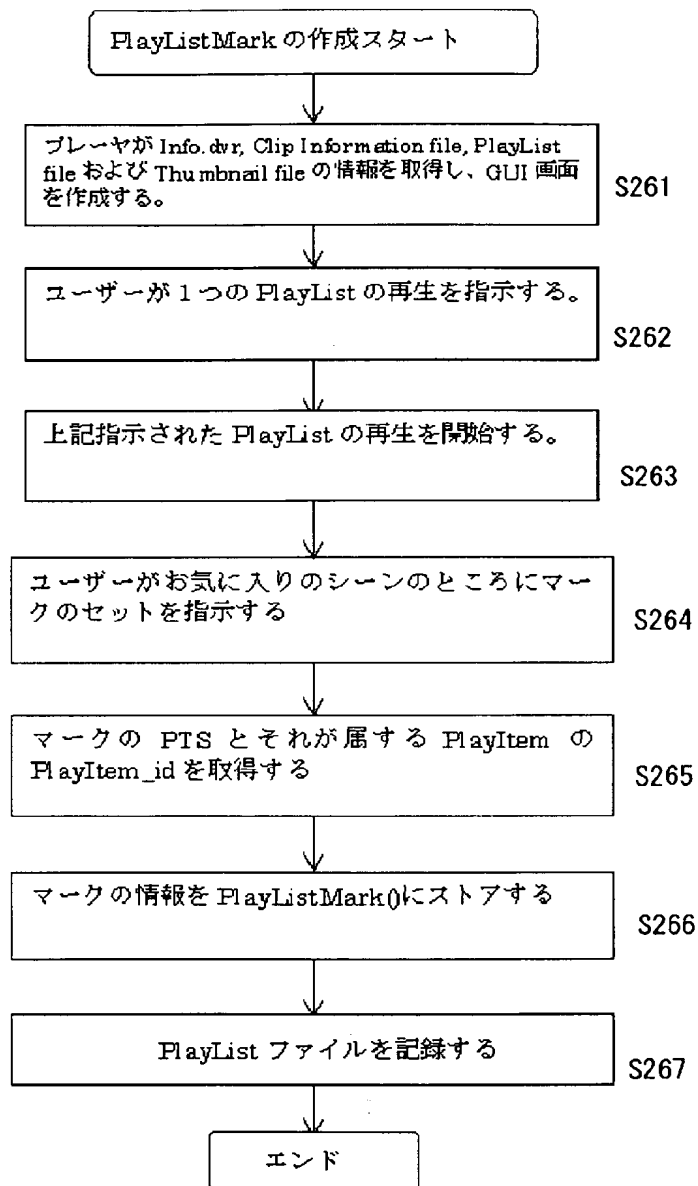 PlayListMark の作成スタート
プレーヤが Info.dvr, Clip Information file, PlayList
file および Thumbnail file の情報を取得し、GUI 画面
を作成する。
S261
ユーザーが 1 つの PlayList の再生を指示する。
S262
上記指示された PlayList の再生を開始する。
S263
ユーザーがお気に入りのシーンのところにマー
クのセットを指示する
S264
マークの PTS とそれが属する PlayItem の
PlayItem_id を取得する
S265
マークの情報を PlayListMark()にストアする
S266
PlayList ファイルを記録する
S267
エンド